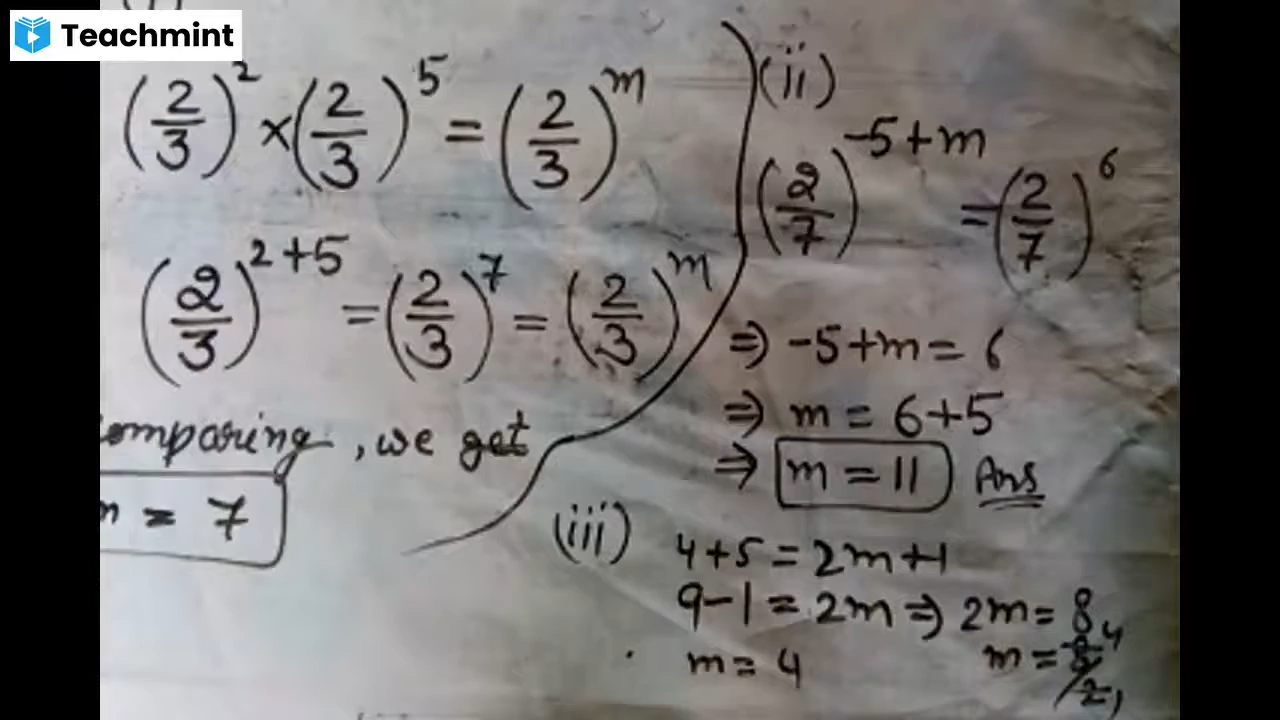 Teachmint
(2/3)^2 × (2/3)^5 = (2/3)^m
(2/3)^2+5 = (2/3)^7 = (2/3)^m
omparing, we get
= 7
(ii)
(2/7)^-5+m = (2/7)^6
⇒ -5+m = 6
⇒ m = 6+5
⇒ m = 11 Ans
(iii) 4+5 = 2m+1
9-1 = 2m ⇒ 2m = 8
m = 4 m = 8/2